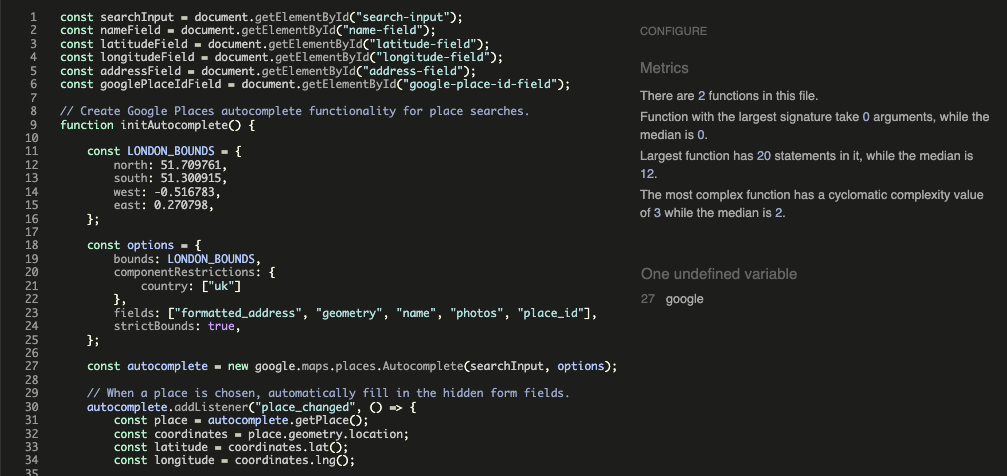 1 const searchInput = document.getElementById("search-input");
2 const nameField = document.getElementById("name-field");
3 const latitudeField = document.getElementById("latitude-field");
4 const longitudeField = document.getElementById("longitude-field");
5 const addressField = document.getElementById("address-field");
6 const googlePlaceIdField = document.getElementById("google-place-id-field");
7
8 // Create Google Places autocomplete functionality for place searches.
9 function initAutocomplete() {
10
11     const LONDON_BOUNDS = {
12         north: 51.709761,
13         south: 51.300915,
14         west: -0.516783,
15         east: 0.270798,
16     };
17
18     const options = {
19         bounds: LONDON_BOUNDS,
20         componentRestrictions: {
21             country: ["uk"]
22         },
23         fields: ["formatted_address", "geometry", "name", "photos", "place_id"],
24         strictBounds: true,
25     };
26
27     const autocomplete = new google.maps.places.Autocomplete(searchInput, options);
28
29     // When a place is chosen, automatically fill in the hidden form fields.
30     autocomplete.addListener("place_changed", () => {
31         const place = autocomplete.getPlace();
32         const coordinates = place.geometry.location;
33         const latitude = coordinates.lat();
34         const longitude = coordinates.lng();
35
CONFIGURE
Metrics
There are 2 functions in this file.
Function with the largest signature take 0 arguments, while the
median is 0.
Largest function has 20 statements in it, while the median is
12.
The most complex function has a cyclomatic complexity value
of 3 while the median is 2.
One undefined variable
27 google